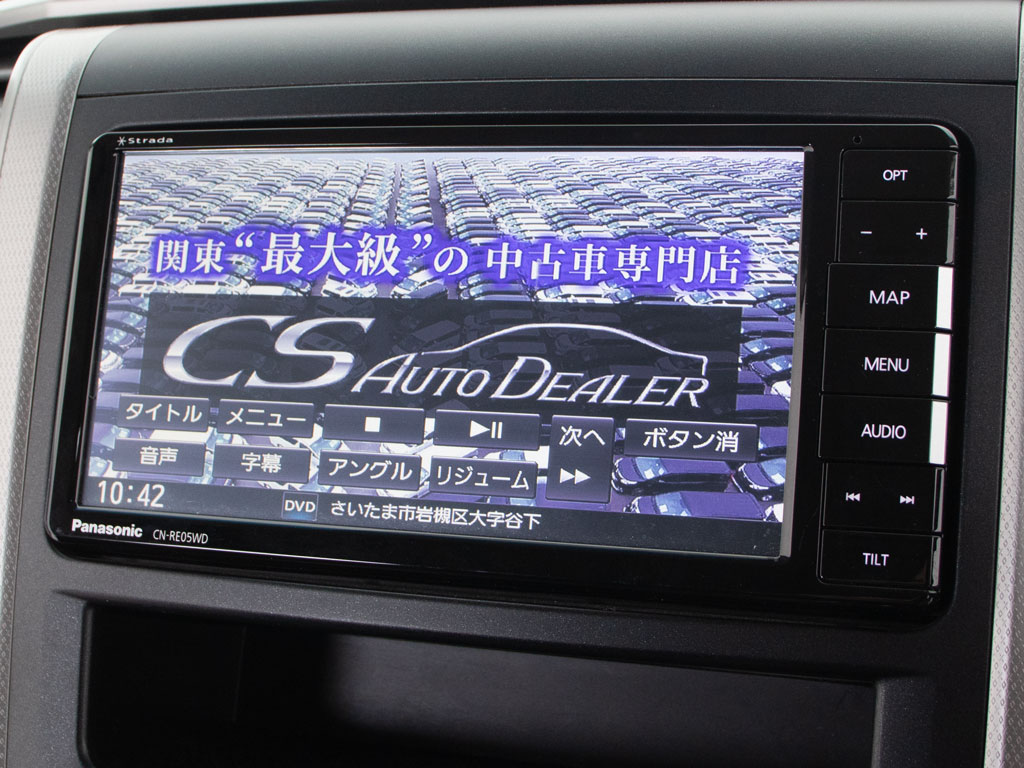 Strada
関東“最大級”の 中古車専門店
CS AUTO DEALER
タイトル メニュー ■ ▶II 次へ ボタン消
音声 字幕 アングル リジューム ▶▶
10:42 DVD さいたま市岩槻区大字谷下
Panasonic CN-RE05WD
OPT
− +
MAP
MENU
AUDIO
⏮ ⏭
TILT